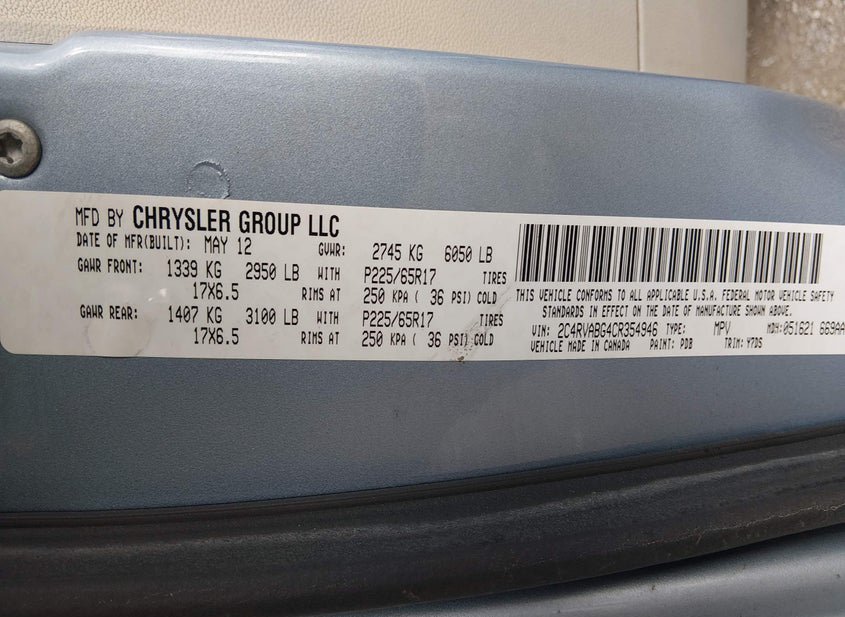 MFD BY CHRYSLER GROUP LLC
DATE OF MFR(BUILT): MAY 12 GVWR: 2745 KG 6050 LB
GAWR FRONT: 1339 KG 2950 LB WITH P225/65R17 TIRES
17X6.5 RIMS AT 250 KPA ( 36 PSI) COLD
GAWR REAR: 1407 KG 3100 LB WITH P225/65R17 TIRES
17X6.5 RIMS AT 250 KPA ( 36 PSI) COLD
THIS VEHICLE CONFORMS TO ALL APPLICABLE U.S.A. FEDERAL MOTOR VEHICLE SAFETY
STANDARDS IN EFFECT ON THE DATE OF MANUFACTURE SHOWN ABOVE.
VIN: 2C4RVABG4CR354946 TYPE: MPV MDH: 051621 669AA
VEHICLE MADE IN CANADA PAINT: PDB TRIM: Y7DS